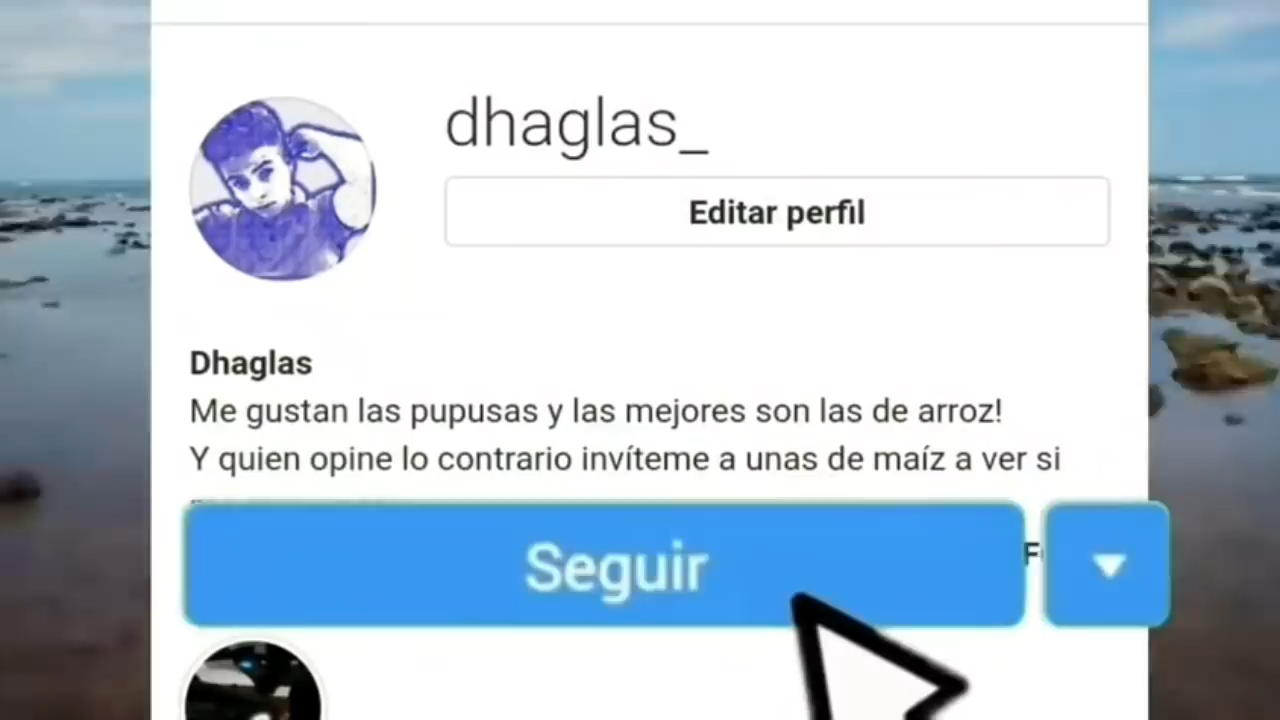 dhaglas_
Editar perfil
Dhaglas
Me gustan las pupusas y las mejores son las de arroz!
Y quien opine lo contrario invíteme a unas de maíz a ver si
Seguir